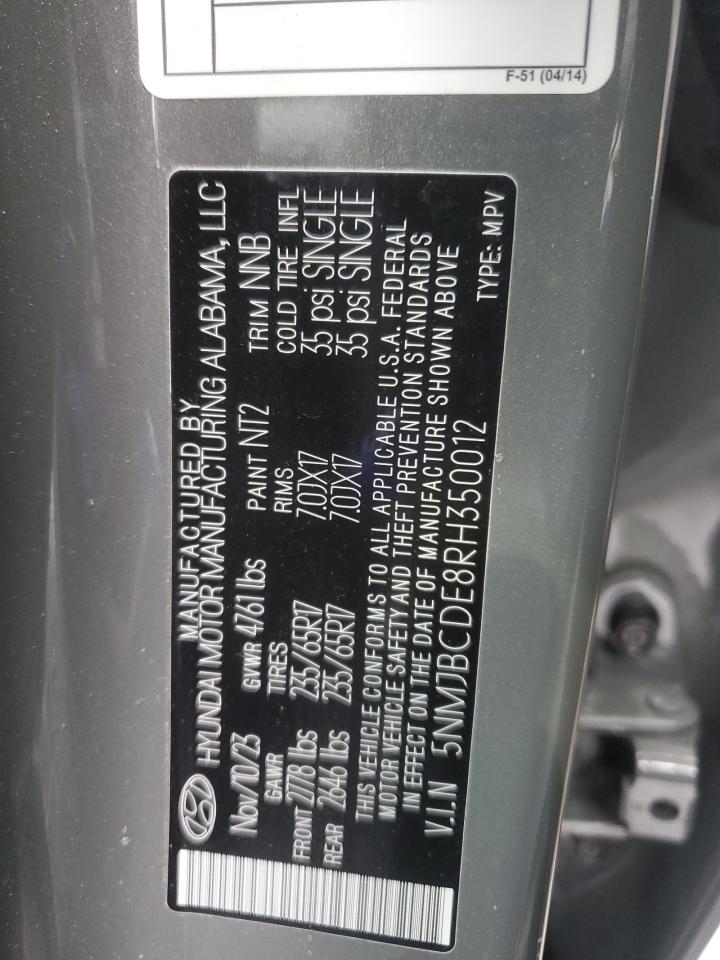 F-51 (04/14)
MANUFACTURED BY
HYUNDAI MOTOR MANUFACTURING ALABAMA, LLC
Nov/10/23 GVWR 4761 lbs PAINT NT2 TRIM NNB
GAWR TIRES RIMS COLD TIRE INFL
FRONT 2778 lbs 235/65R17 7.0JX17 35 psi SINGLE
REAR 2646 lbs 235/65R17 7.0JX17 35 psi SINGLE
THIS VEHICLE CONFORMS TO ALL APPLICABLE U.S.A. FEDERAL
MOTOR VEHICLE SAFETY AND THEFT PREVENTION STANDARDS
IN EFFECT ON THE DATE OF MANUFACTURE SHOWN ABOVE
V.I.N 5NMJBCDE8RH350012 TYPE: MPV